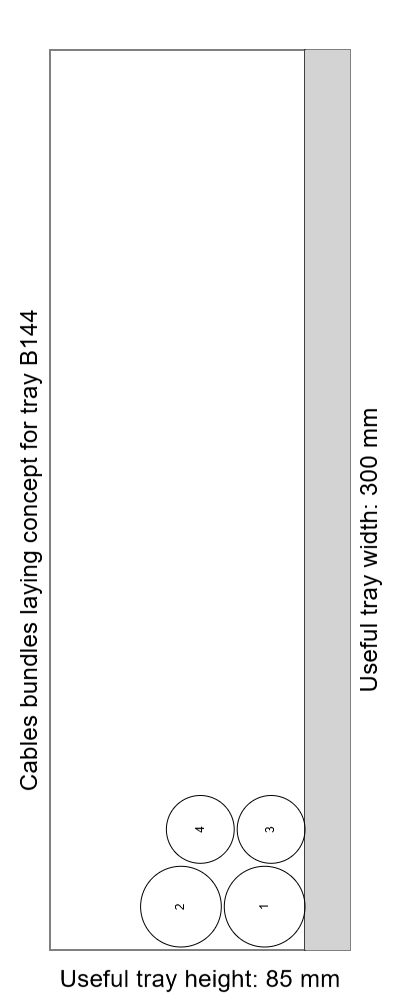 Cables bundles laying concept for tray B144
Useful tray width: 300 mm
4
3
2
1
Useful tray height: 85 mm